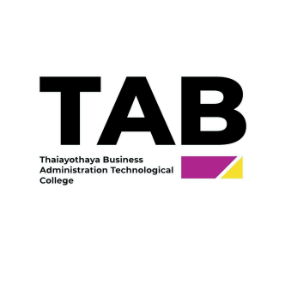 TAB
Thaiayothaya Business
Administration Technological
College